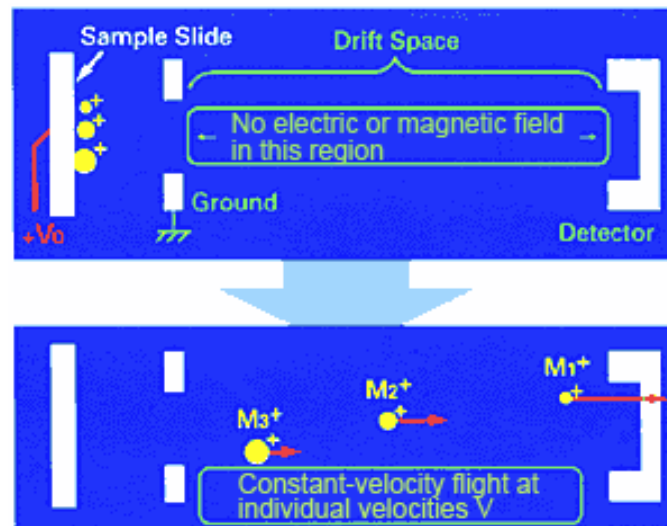 Sample Slide
Drift Space
+
+
+
No electric or magnetic field
in this region
Ground
+V0
Detector
M1+
+
M2+
+
M3+
+
Constant-velocity flight at
individual velocities V